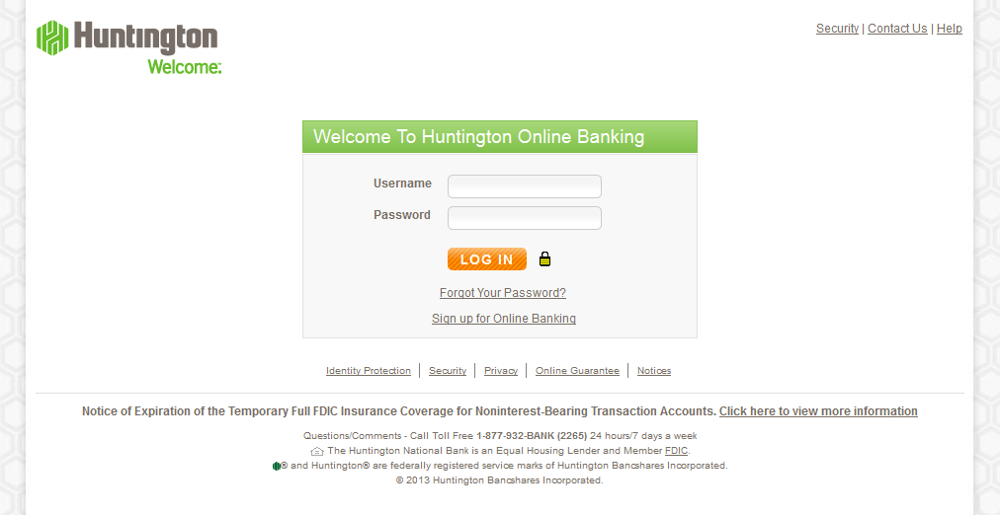 Huntington
Welcome:
Security | Contact Us | Help
Welcome To Huntington Online Banking
Username
Password
LOG IN
Forgot Your Password?
Sign up for Online Banking
Identity Protection | Security | Privacy | Online Guarantee | Notices
Notice of Expiration of the Temporary Full FDIC Insurance Coverage for Noninterest-Bearing Transaction Accounts. Click here to view more information
Questions/Comments - Call Toll Free 1-877-932-BANK (2265) 24 hours/7 days a week
The Huntington National Bank is an Equal Housing Lender and Member FDIC.
® and Huntington® are federally registered service marks of Huntington Bancshares Incorporated.
© 2013 Huntington Bancshares Incorporated.